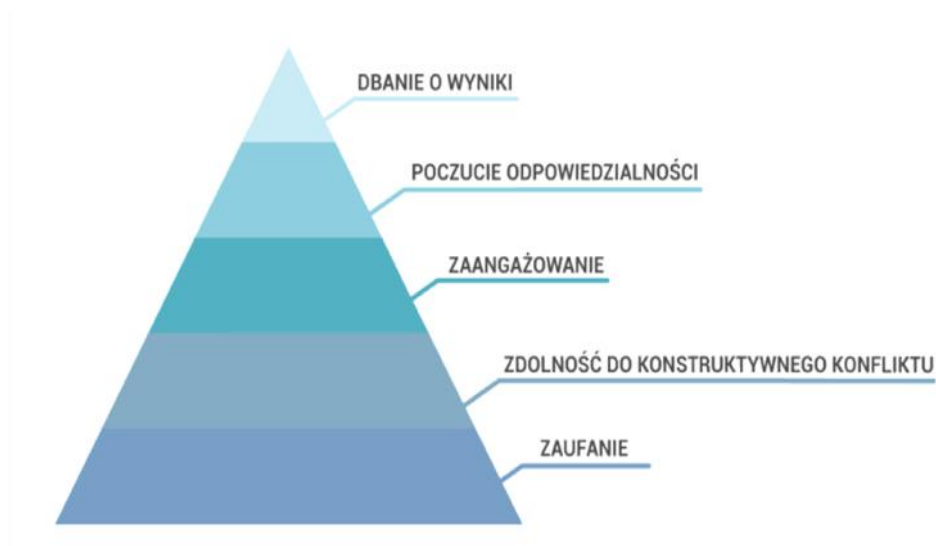 DBANIE O WYNIKI
POCZUCIE ODPOWIEDZIALNOŚCI
ZAANGAŻOWANIE
ZDOLNOŚĆ DO KONSTRUKTYWNEGO KONFLIKTU
ZAUFANIE